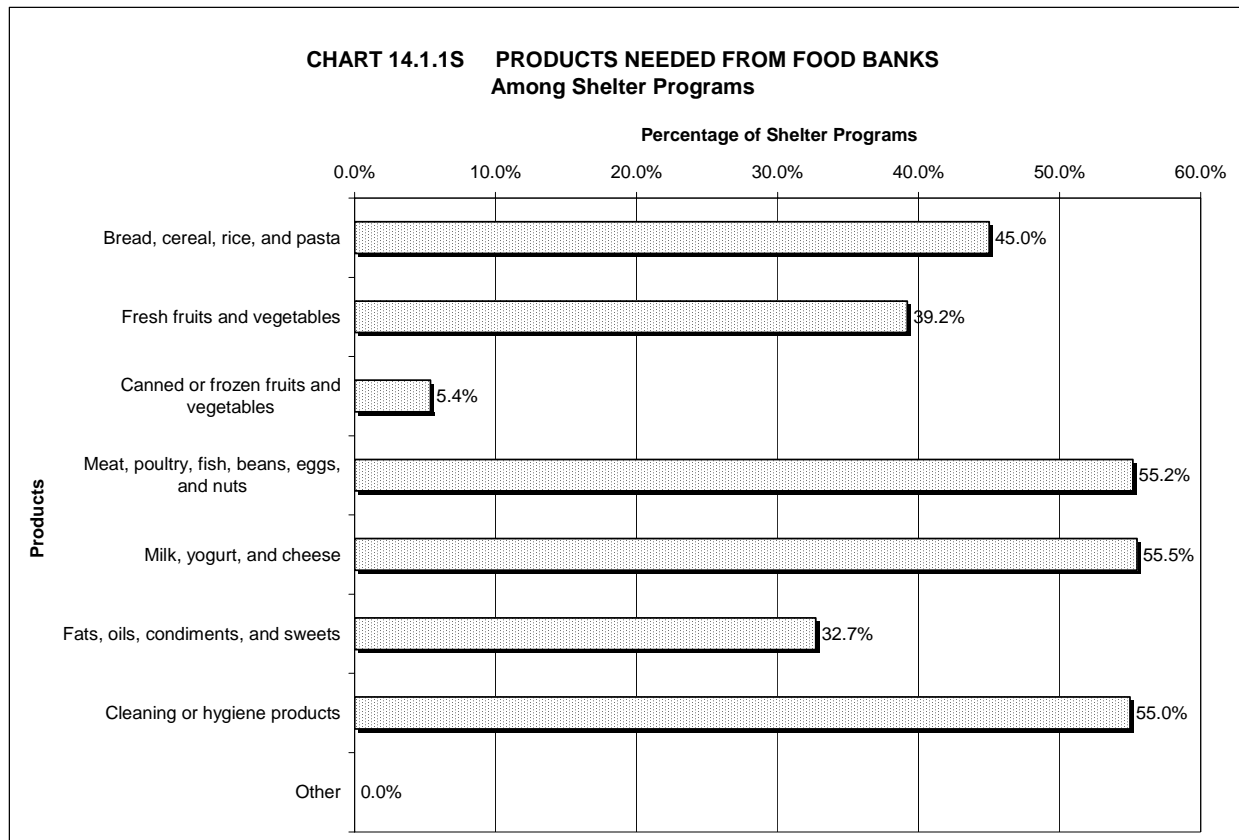 CHART 14.1.1S PRODUCTS NEEDED FROM FOOD BANKS
Among Shelter Programs
Percentage of Shelter Programs
0.0% 10.0% 20.0% 30.0% 40.0% 50.0% 60.0%
Products
Bread, cereal, rice, and pasta 45.0%
Fresh fruits and vegetables 39.2%
Canned or frozen fruits and
vegetables 5.4%
Meat, poultry, fish, beans, eggs,
and nuts 55.2%
Milk, yogurt, and cheese 55.5%
Fats, oils, condiments, and sweets 32.7%
Cleaning or hygiene products 55.0%
Other 0.0%